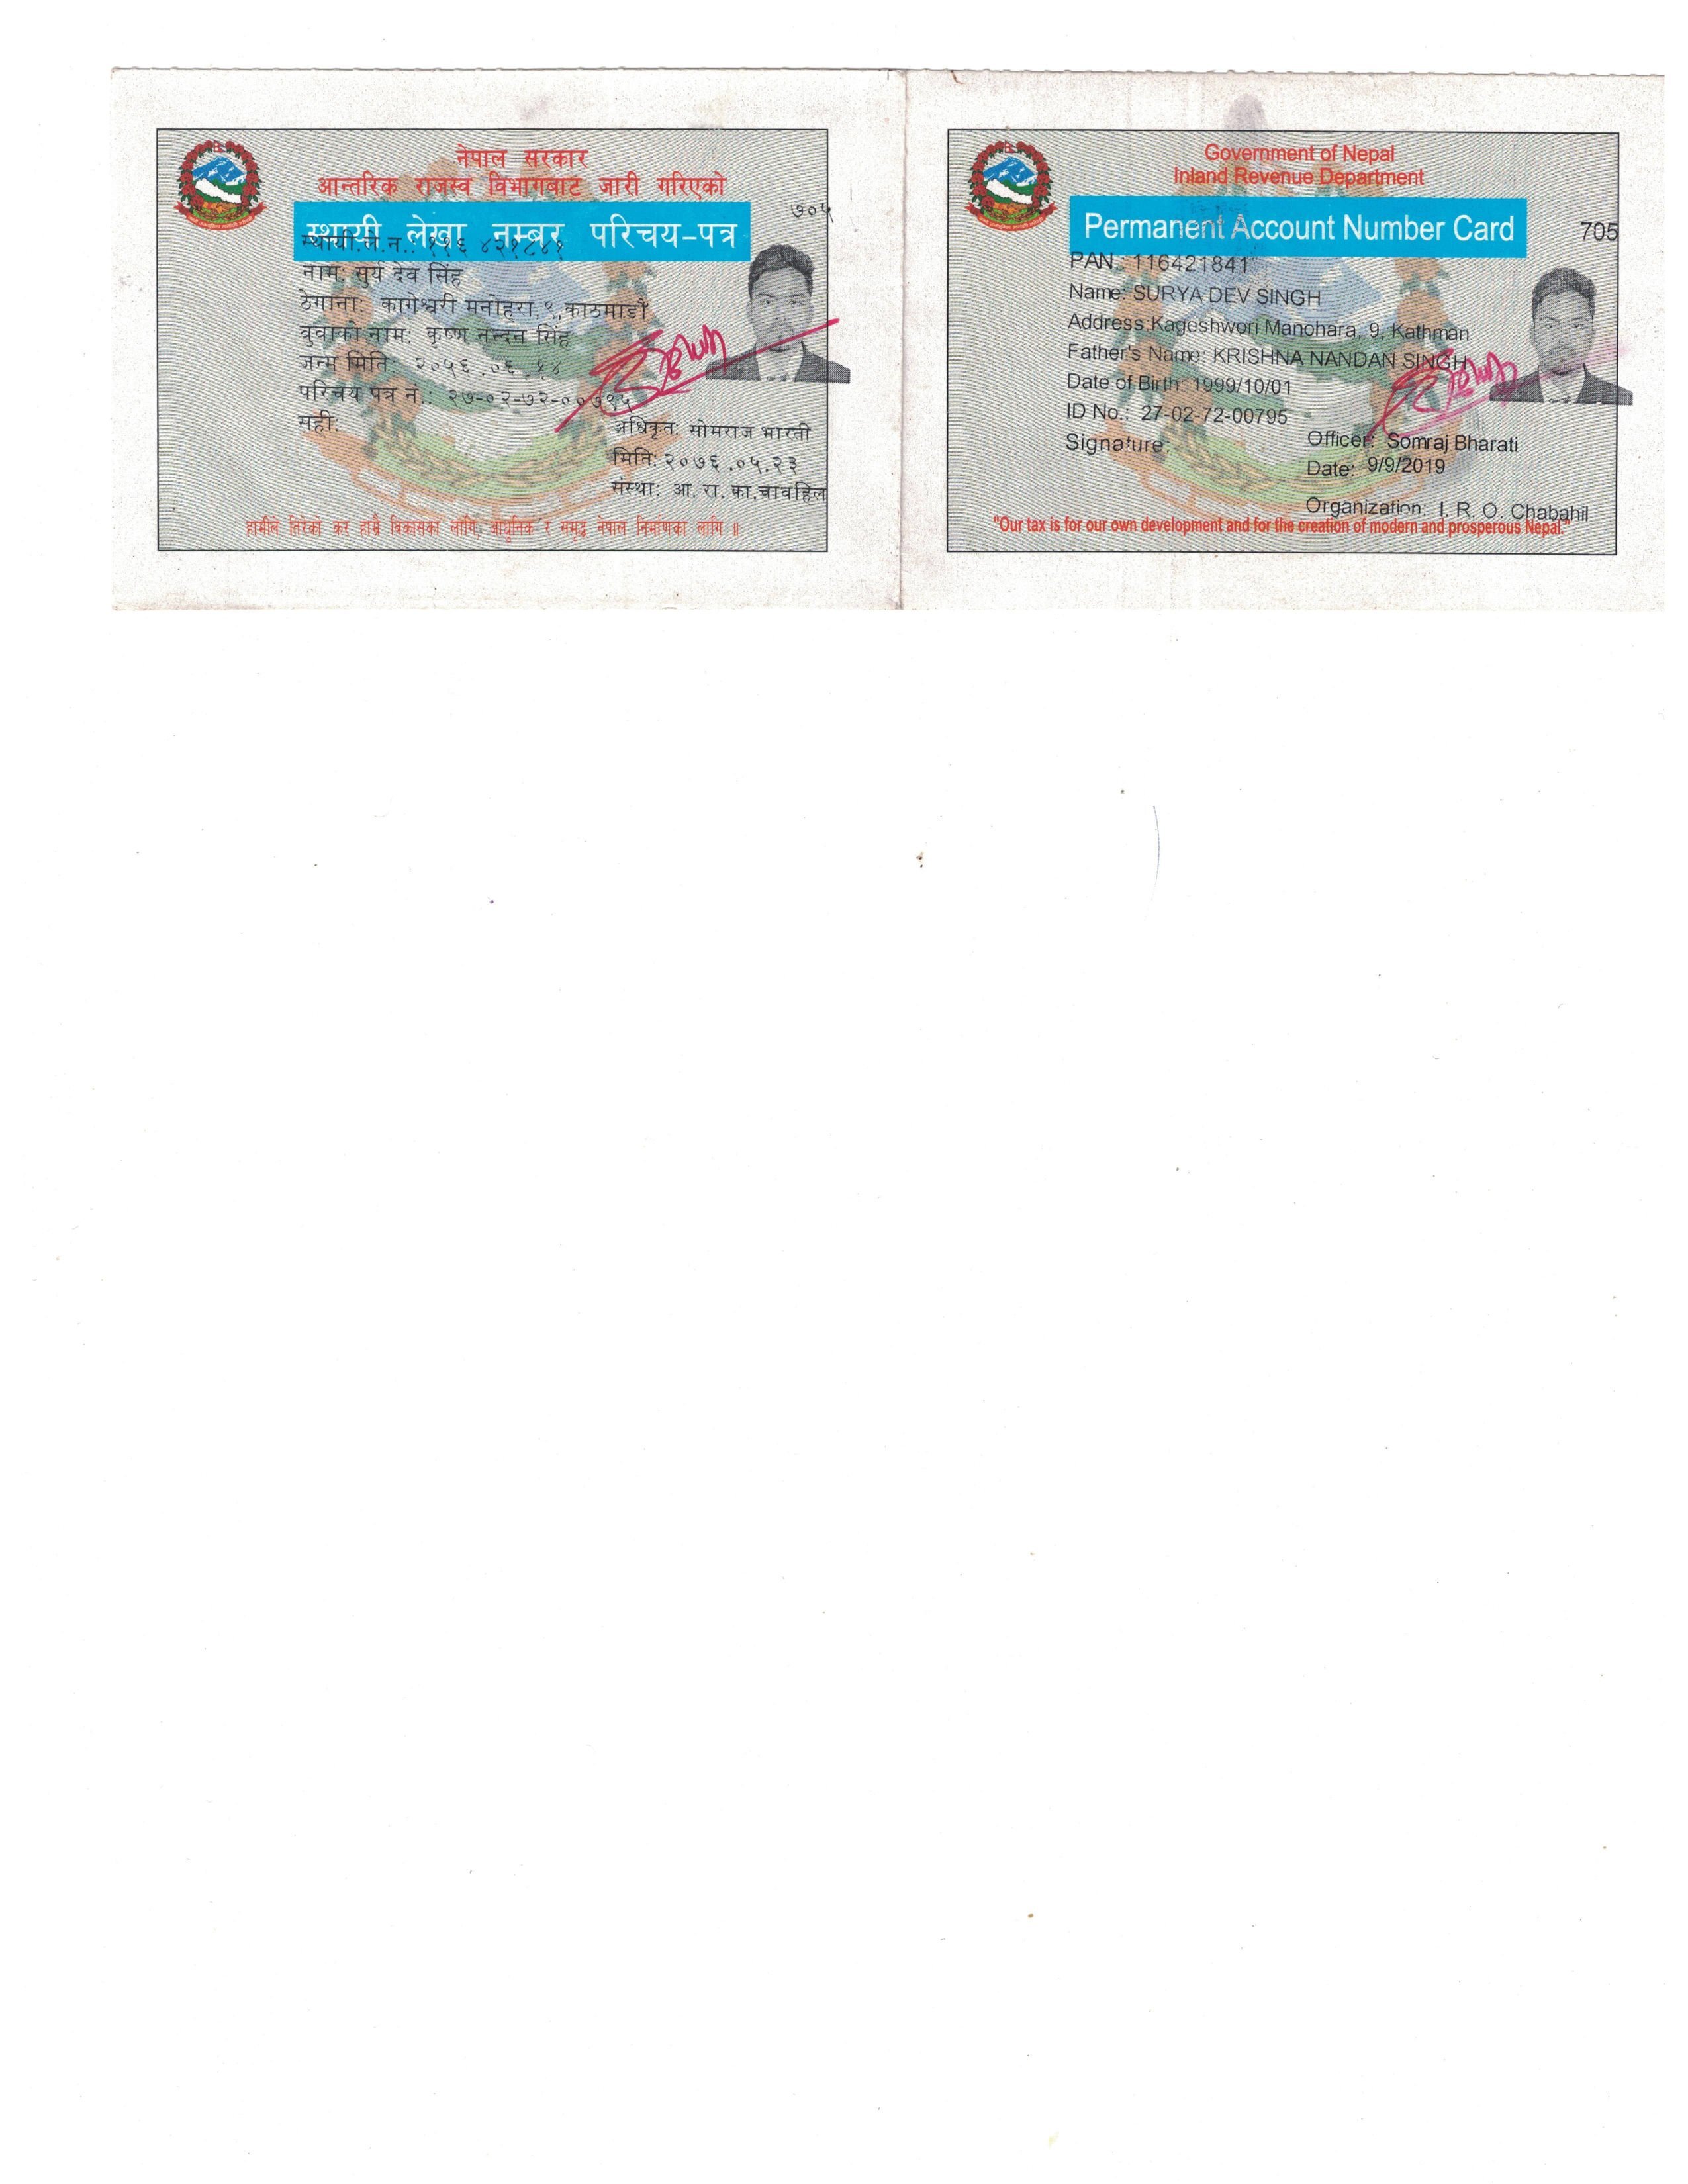 नेपाल सरकार
आन्तरिक राजस्व विभागबाट जारी गरिएको
स्थायी लेखा नम्बर परिचय-पत्र
७०५
स्थायी.ले.न.: ११६ ४२१८४१
नाम: सुर्य देव सिंह
ठेगाना: कागेश्वरी मनोहरा,९,काठमाडौं
बुवाको नाम: कृष्ण नन्दन सिंह
जन्म मिति: २०५६.०६.१४
परिचय पत्र नं.: २७-०२-७२-००७९५
सही:
अधिकृत: सोमराज भारती
मिति: २०७६.०५.२३
संस्था: आ. रा. का.चावहिल
हामीले तिरेको कर हाम्रै विकासका लागि, आधुनिक र समृद्ध नेपाल निर्माणका लागि ॥
Government of Nepal
Inland Revenue Department
Permanent Account Number Card
705
PAN.: 116421841
Name: SURYA DEV SINGH
Address:Kageshwori Manohara, 9, Kathman
Father's Name: KRISHNA NANDAN SINGH
Date of Birth: 1999/10/01
ID No.: 27-02-72-00795
Signature:
Officer: Somraj Bharati
Date: 9/9/2019
Organization: I. R. O. Chabahil
"Our tax is for our own development and for the creation of modern and prosperous Nepal."